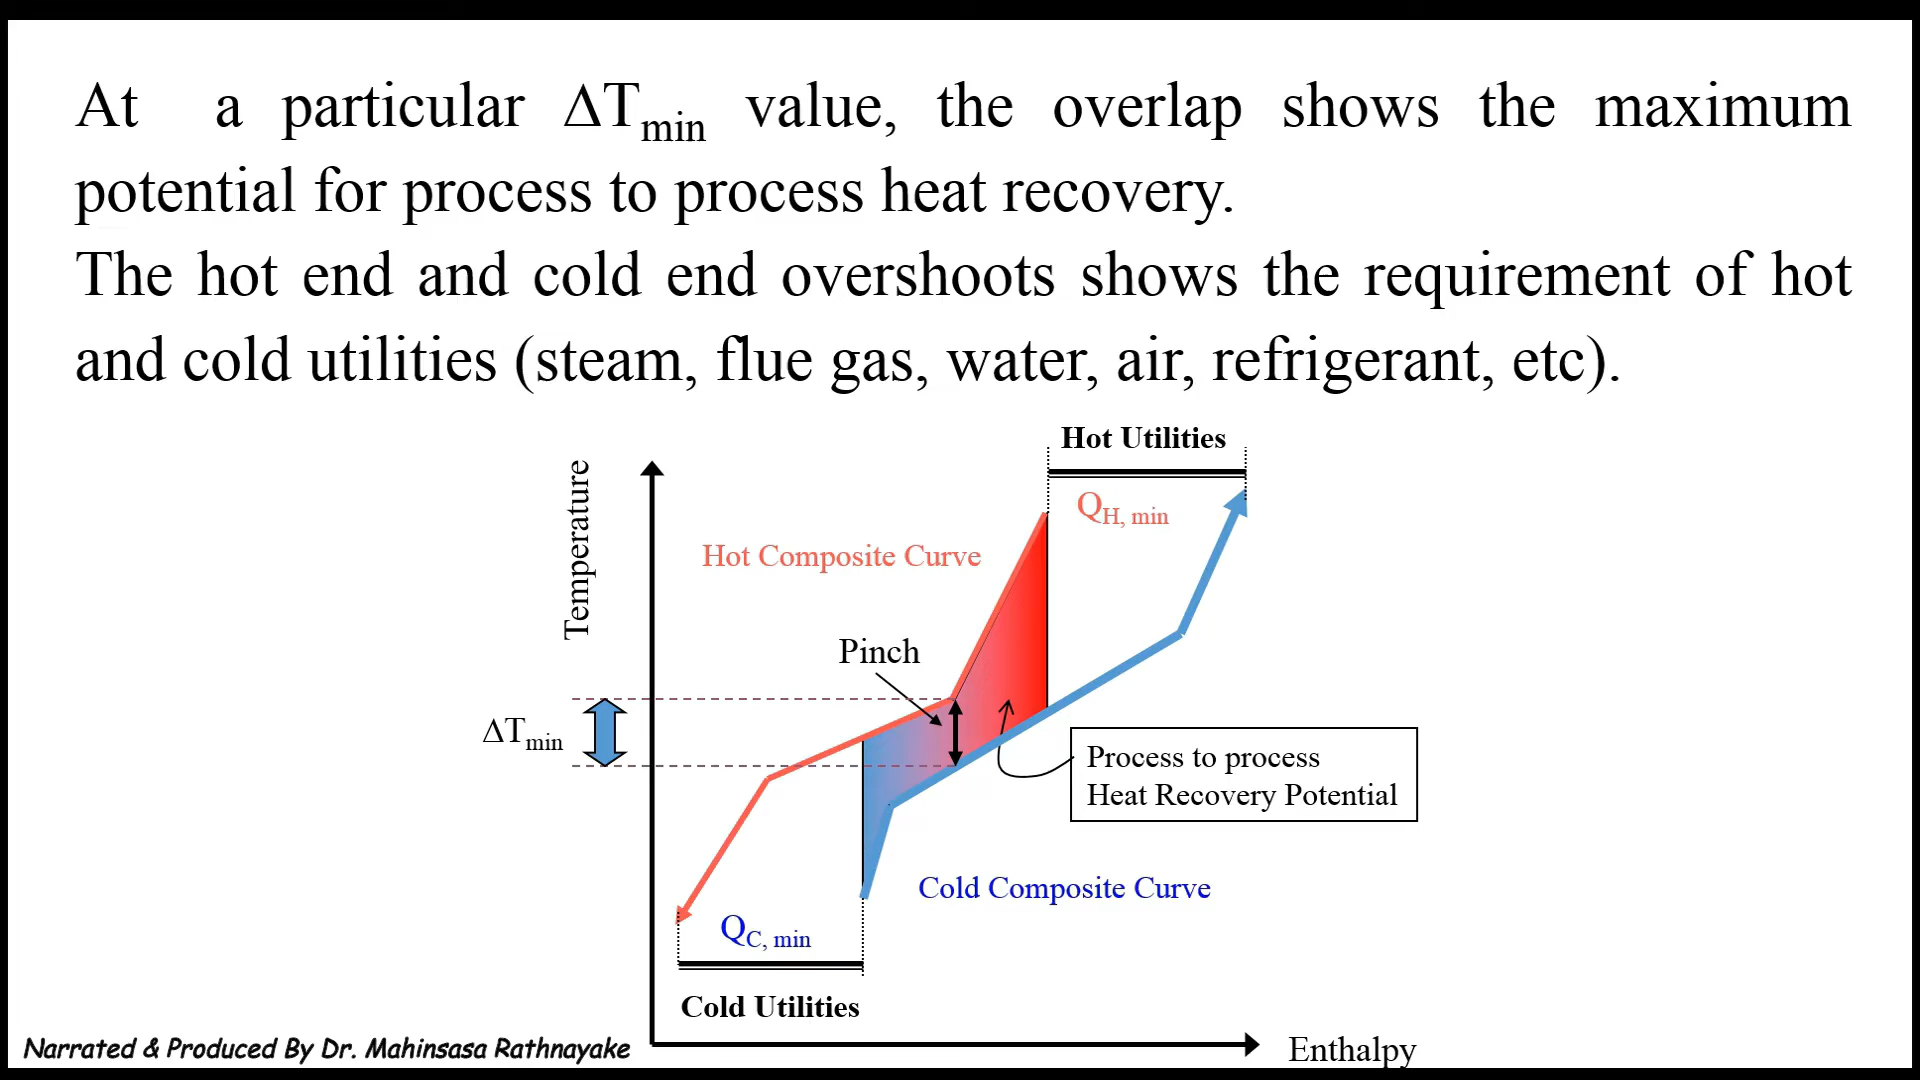 At a particular ΔTmin value, the overlap shows the maximum
potential for process to process heat recovery.
The hot end and cold end overshoots shows the requirement of hot
and cold utilities (steam, flue gas, water, air, refrigerant, etc).
Hot Utilities
Temperature
QH, min
Hot Composite Curve
Pinch
ΔTmin
Process to process
Heat Recovery Potential
Cold Composite Curve
QC, min
Cold Utilities
Narrated & Produced By Dr. Mahinsasa Rathnayake
Enthalpy